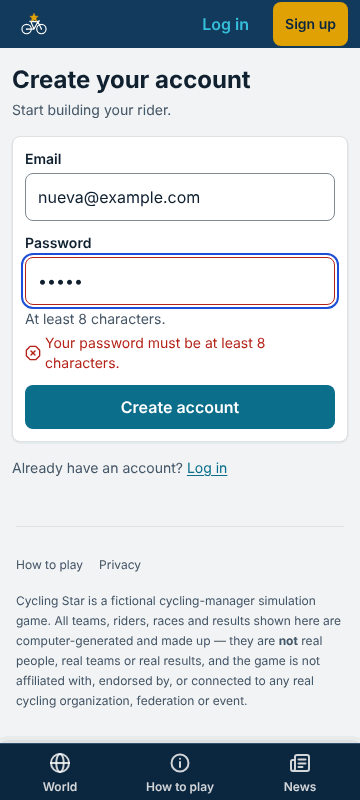 Log in
Sign up
Create your account
Start building your rider.
Email
nueva@example.com
Password
•••••
At least 8 characters.
Your password must be at least 8
characters.
Create account
Already have an account? Log in
How to play
Privacy
Cycling Star is a fictional cycling-manager simulation
game. All teams, riders, races and results shown here are
computer-generated and made up — they are not real
people, real teams or real results, and the game is not
affiliated with, endorsed by, or connected to any real
cycling organization, federation or event.
World
How to play
News